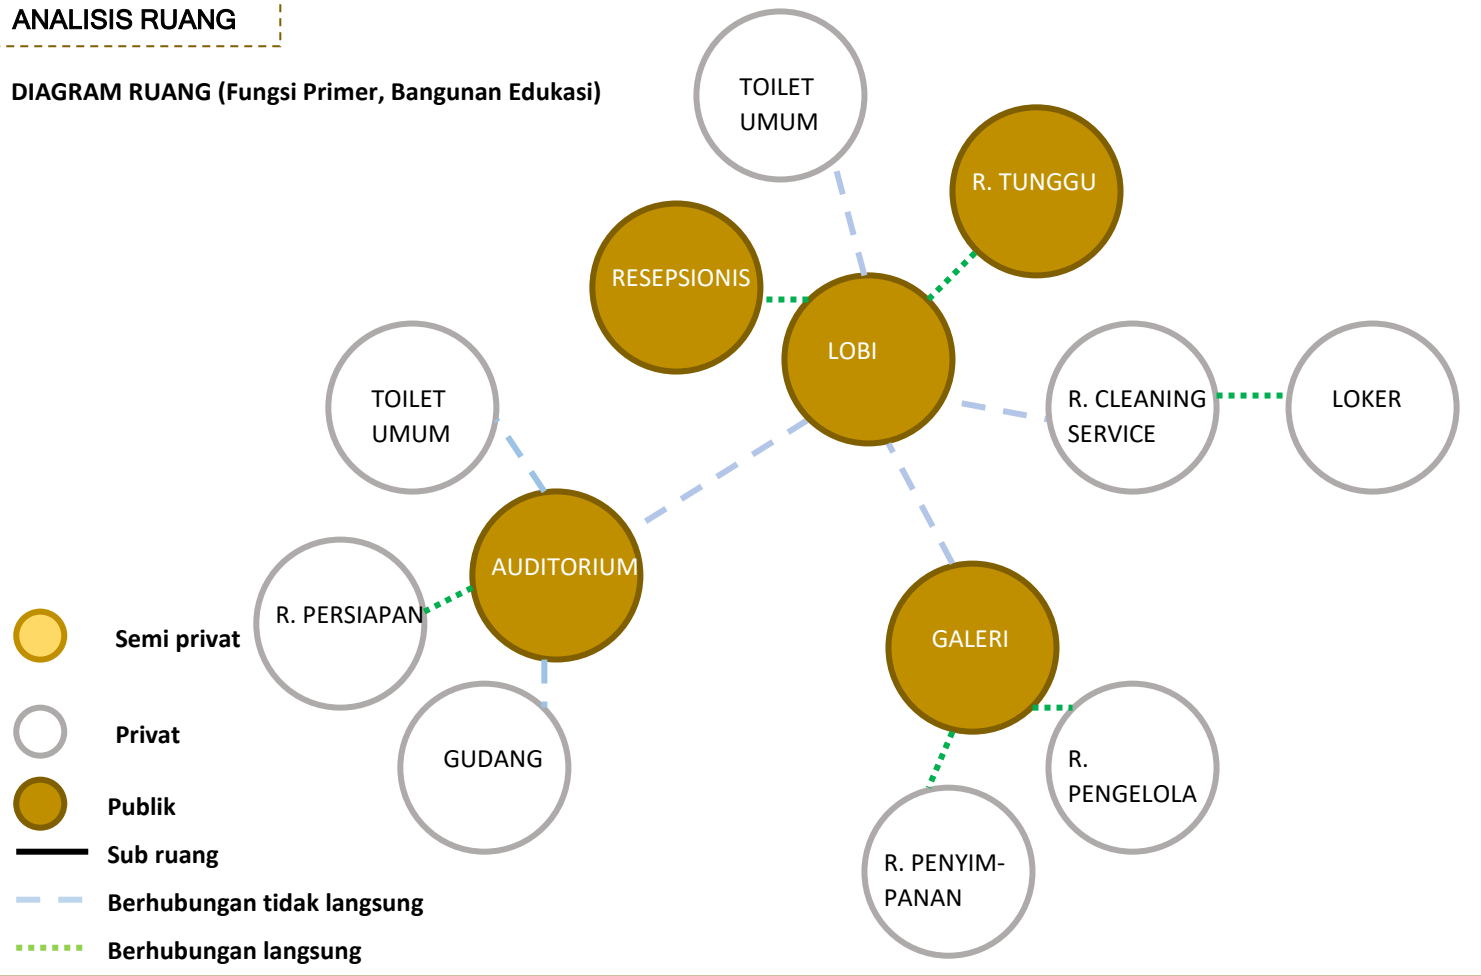 ANALISIS RUANG
DIAGRAM RUANG (Fungsi Primer, Bangunan Edukasi)
TOILET
UMUM
R. TUNGGU
RESEPSIONIS
LOBI
TOILET
UMUM
R. CLEANING
SERVICE
LOKER
AUDITORIUM
R. PERSIAPAN
GALERI
GUDANG
R.
PENGELOLA
R. PENYIM-
PANAN
Semi privat
Privat
Publik
Sub ruang
Berhubungan tidak langsung
Berhubungan langsung